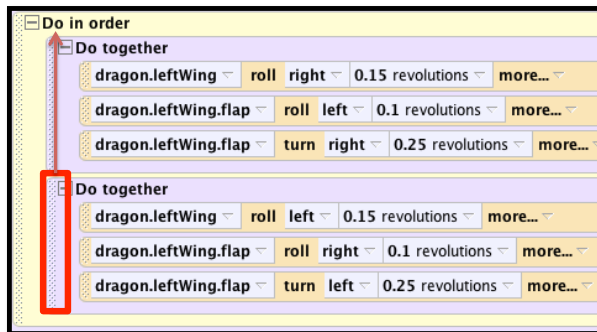 Do in order
Do together
dragon.leftWing roll right 0.15 revolutions more...
dragon.leftWing.flap roll left 0.1 revolutions more...
dragon.leftWing.flap turn right 0.25 revolutions more...
Do together
dragon.leftWing roll left 0.15 revolutions more...
dragon.leftWing.flap roll right 0.1 revolutions more...
dragon.leftWing.flap turn left 0.25 revolutions more...